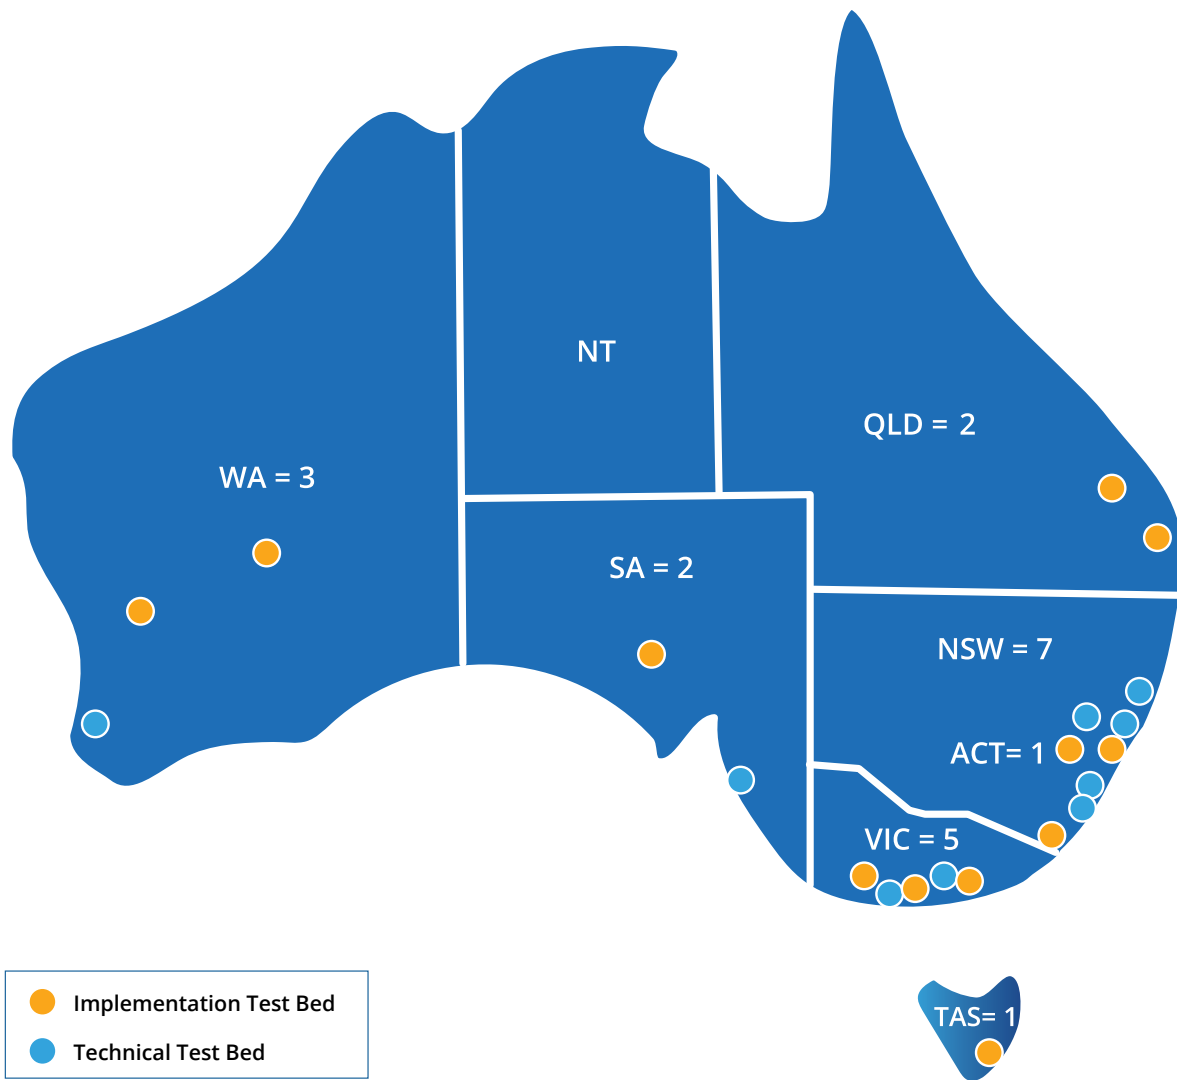 NT
QLD = 2
WA = 3
SA = 2
NSW = 7
ACT= 1
VIC = 5
Implementation Test Bed
TAS= 1
Technical Test Bed